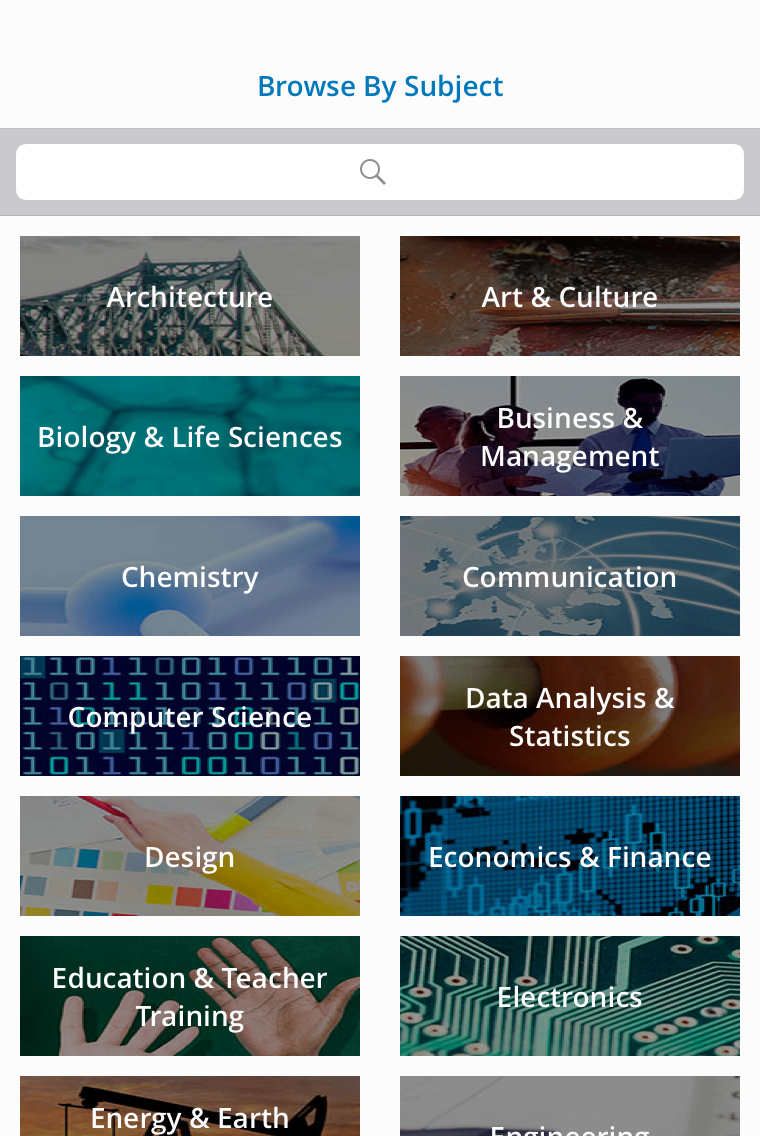 Browse By Subject
Architecture
Art & Culture
Biology & Life Sciences
Business &
Management
Chemistry
Communication
Computer Science
Data Analysis &
Statistics
Design
Economics & Finance
Education & Teacher
Training
Electronics
Energy & Earth
Engineering